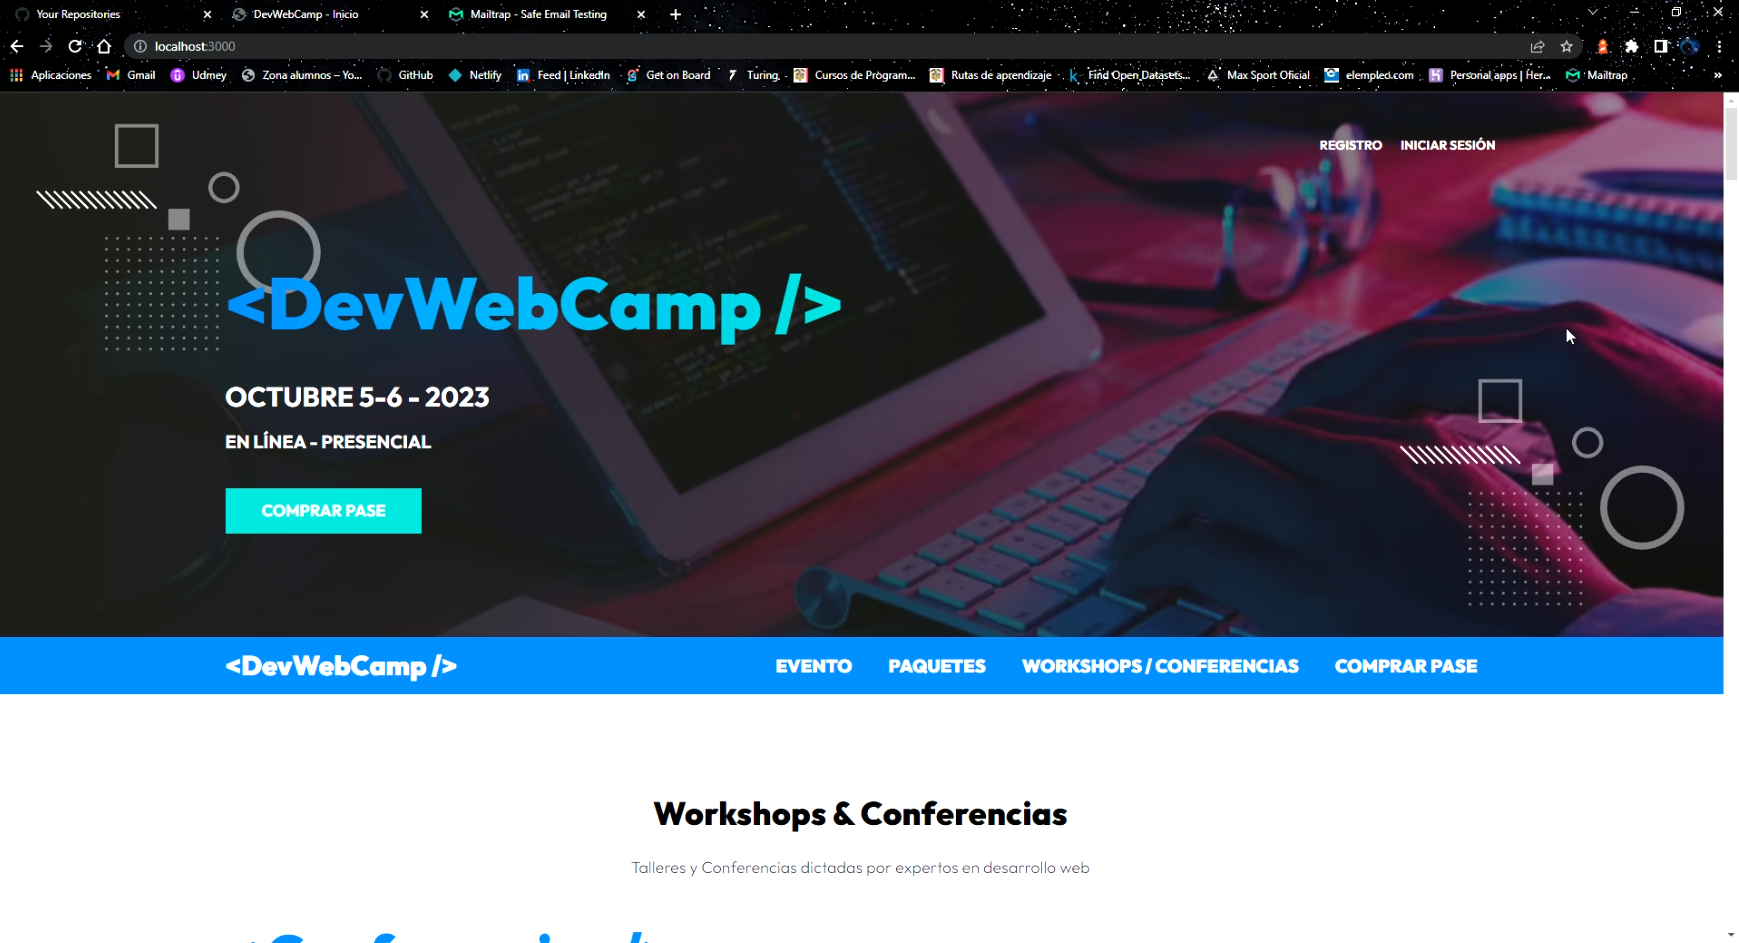 Your Repositories
DevWebCamp - Inicio
Mailtrap - Safe Email Testing
localhost:3000
Aplicaciones
Gmail
Udmey
Zona alumnos – Yo...
GitHub
Netlify
Feed | LinkedIn
Get on Board
Turing
Cursos de Program...
Rutas de aprendizaje
Find Open Datasets...
Max Sport Oficial
elempleo.com
Personal apps | Her...
Mailtrap
»
REGISTRO INICIAR SESIÓN
<DevWebCamp />
OCTUBRE 5-6 - 2023
EN LÍNEA - PRESENCIAL
COMPRAR PASE
<DevWebCamp />
EVENTO PAQUETES WORKSHOPS / CONFERENCIAS COMPRAR PASE
Workshops & Conferencias
Talleres y Conferencias dictadas por expertos en desarrollo web